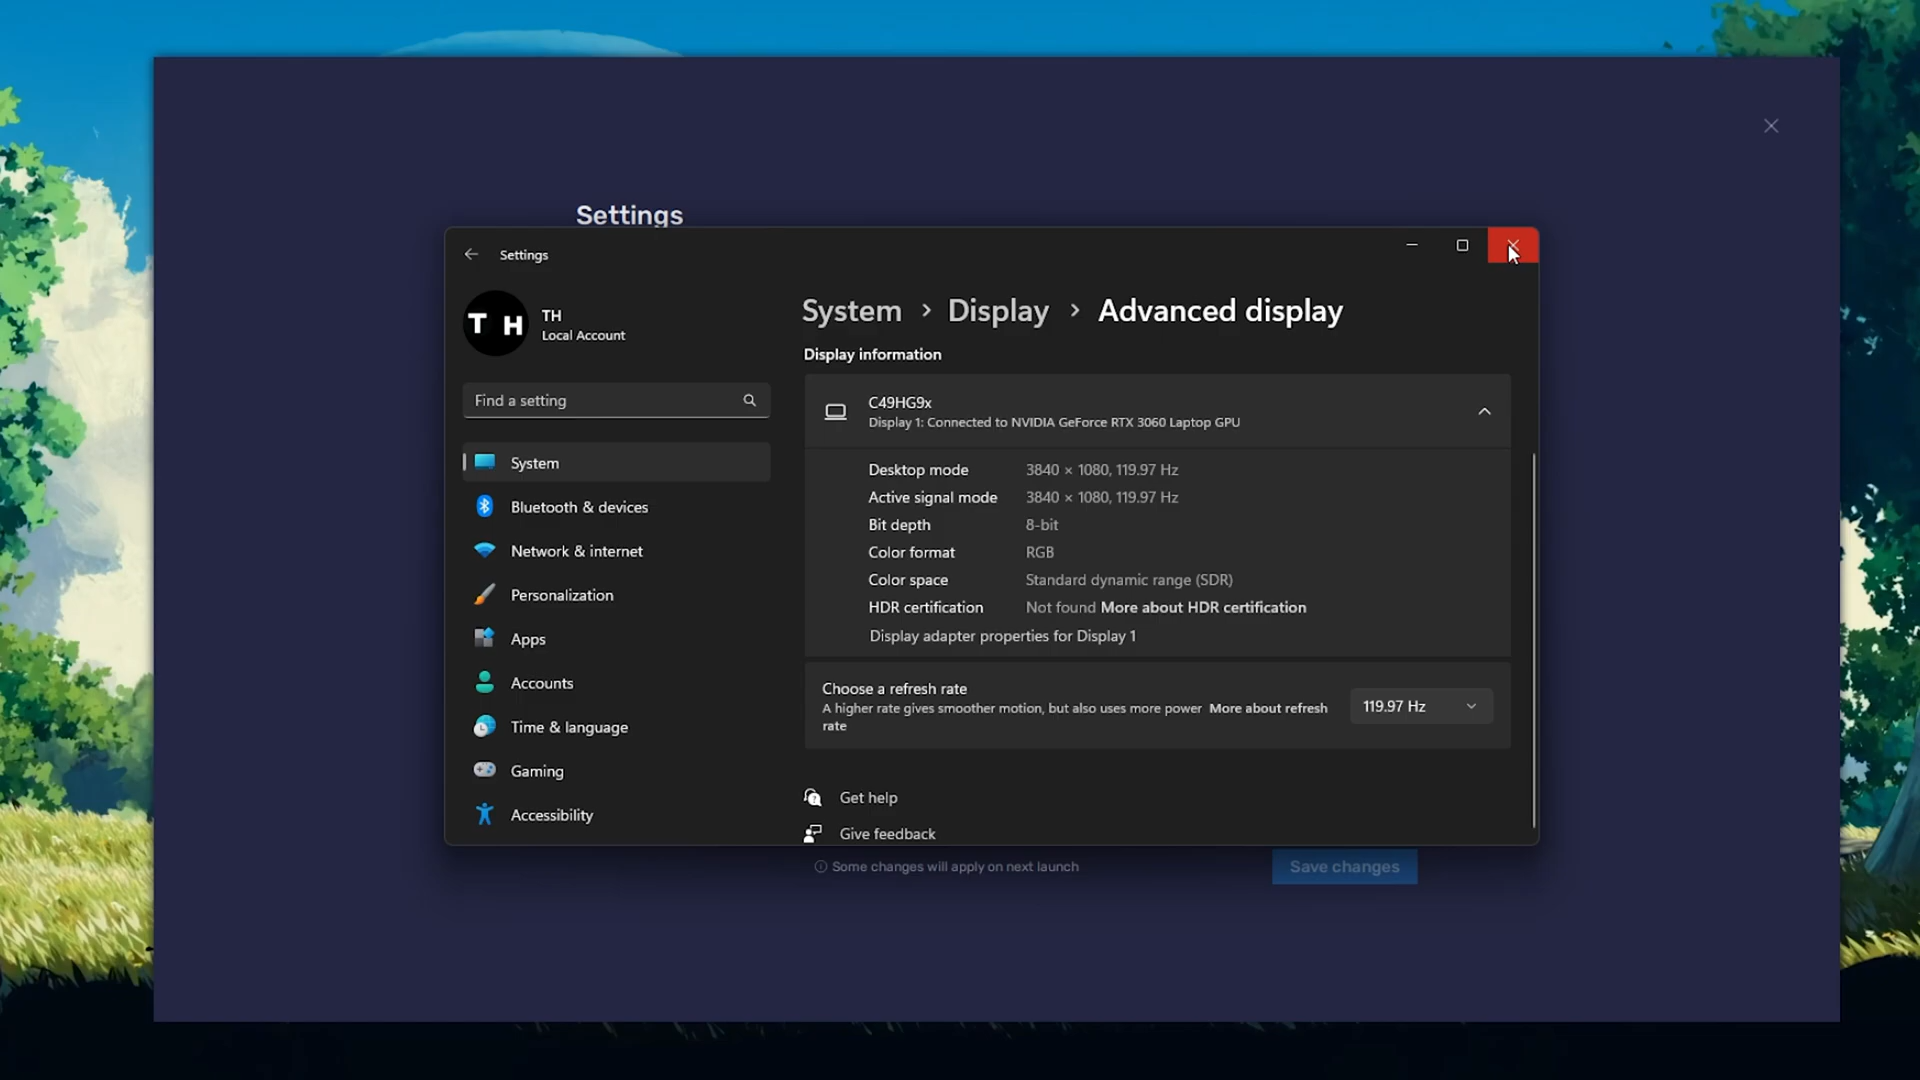 Settings
Settings
T H
TH
Local Account
Find a setting
System
Bluetooth & devices
Network & internet
Personalization
Apps
Accounts
Time & language
Gaming
Accessibility
System > Display > Advanced display
Display information
C49HG9x
Display 1: Connected to NVIDIA GeForce RTX 3060 Laptop GPU
Desktop mode 3840 × 1080, 119.97 Hz
Active signal mode 3840 × 1080, 119.97 Hz
Bit depth 8-bit
Color format RGB
Color space Standard dynamic range (SDR)
HDR certification Not found More about HDR certification
Display adapter properties for Display 1
Choose a refresh rate
A higher rate gives smoother motion, but also uses more power More about refresh
rate
119.97 Hz
Get help
Give feedback
Some changes will apply on next launch
Save changes